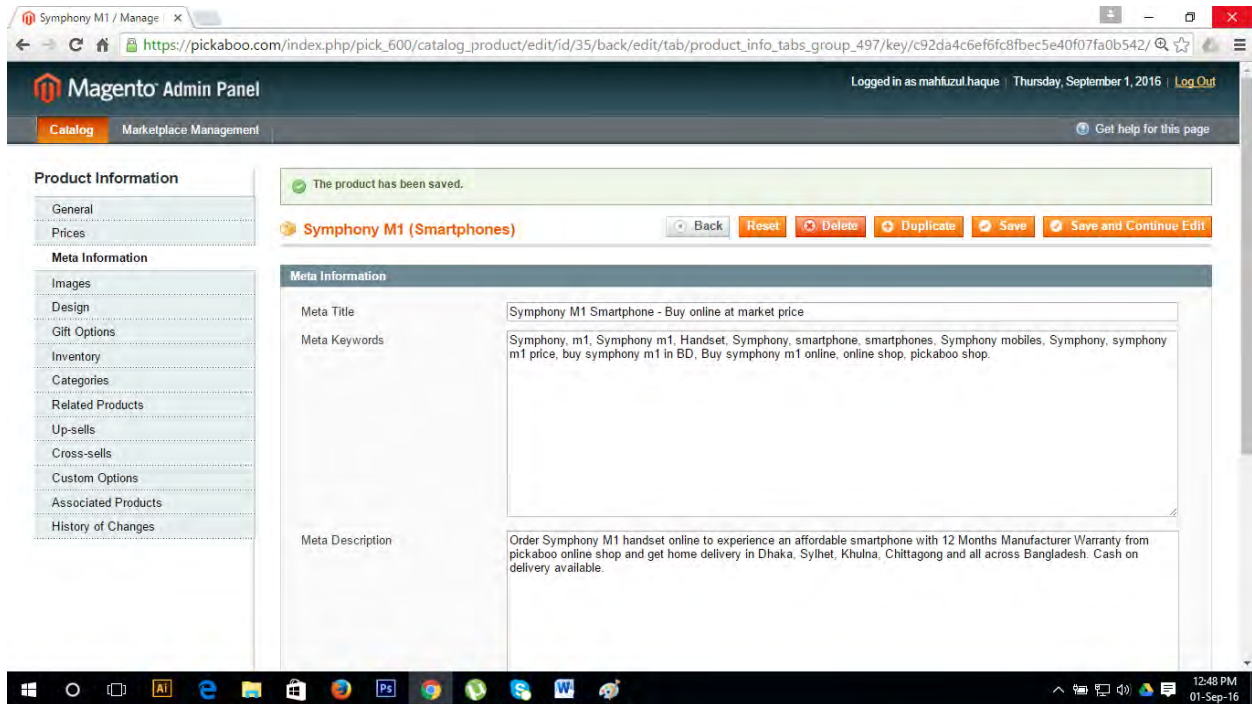 Symphony M1 / Manage
https://pickaboo.com/index.php/pick_600/catalog_product/edit/id/35/back/edit/tab/product_info_tabs_group_497/key/c92da4c6ef6fc8fbec5e40f07fa0b542/
Magento Admin Panel
Logged in as mahfuzul haque | Thursday, September 1, 2016 | Log Out
Catalog Marketplace Management
Get help for this page
Product Information
General
Prices
Meta Information
Images
Design
Gift Options
Inventory
Categories
Related Products
Up-sells
Cross-sells
Custom Options
Associated Products
History of Changes
The product has been saved.
Symphony M1 (Smartphones)
Back Reset Delete Duplicate Save Save and Continue Edit
Meta Information
Meta Title
Symphony M1 Smartphone - Buy online at market price
Meta Keywords
Symphony, m1, Symphony m1, Handset, Symphony, smartphone, smartphones, Symphony mobiles, Symphony, symphony
m1 price, buy symphony m1 in BD, Buy symphony m1 online, online shop, pickaboo shop.
Meta Description
Order Symphony M1 handset online to experience an affordable smartphone with 12 Months Manufacturer Warranty from
pickaboo online shop and get home delivery in Dhaka, Sylhet, Khulna, Chittagong and all across Bangladesh. Cash on
delivery available.
Ai
Ps
12:48 PM
01-Sep-16